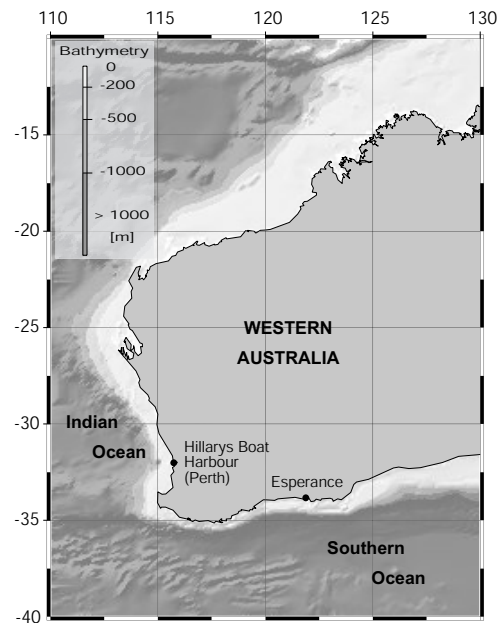 110 115 120 125 130
Bathymetry
0
-200
-500
-1000
> 1000
[m]
-15
-20
-25
-30
-35
-40
WESTERN
AUSTRALIA
Indian
Ocean
Hillarys Boat
Harbour
(Perth)
Esperance
Southern
Ocean